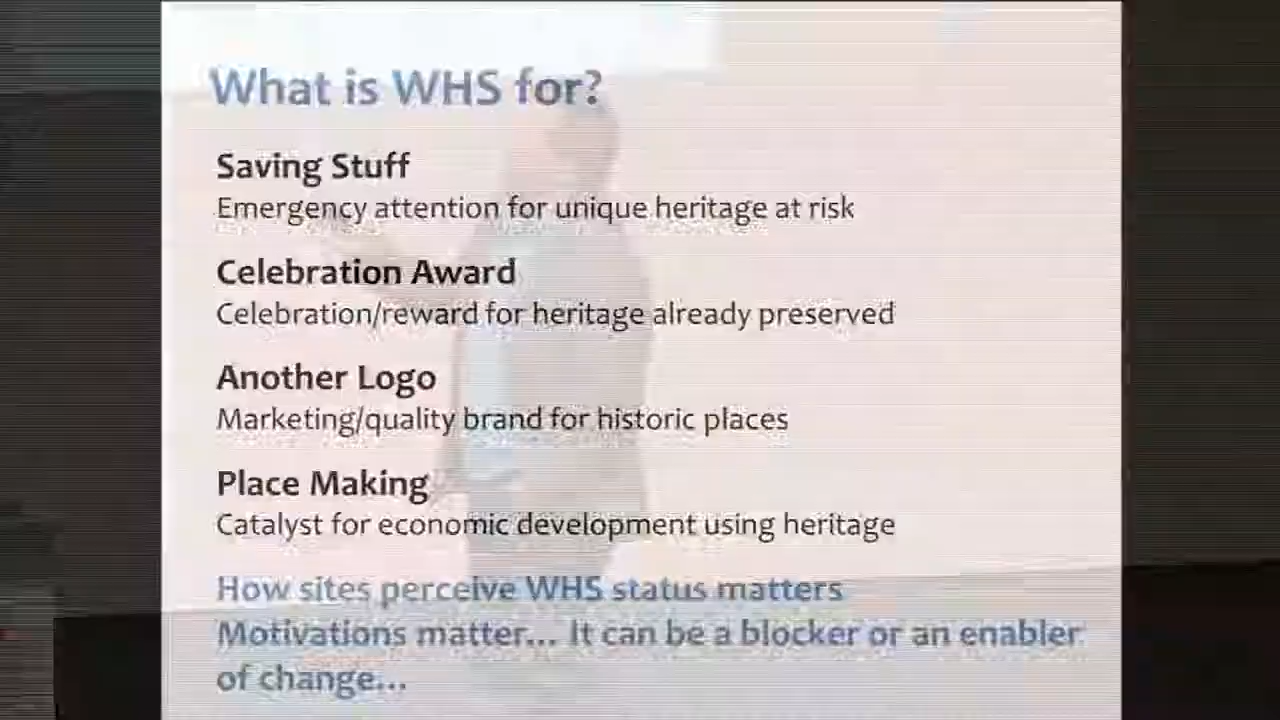 What is WHS for?
Saving Stuff
Emergency attention for unique heritage at risk
Celebration Award
Celebration/reward for heritage already preserved
Another Logo
Marketing/quality brand for historic places
Place Making
Catalyst for economic development using heritage
How sites perceive WHS status matters
Motivations matter... It can be a blocker or an enabler
of change...